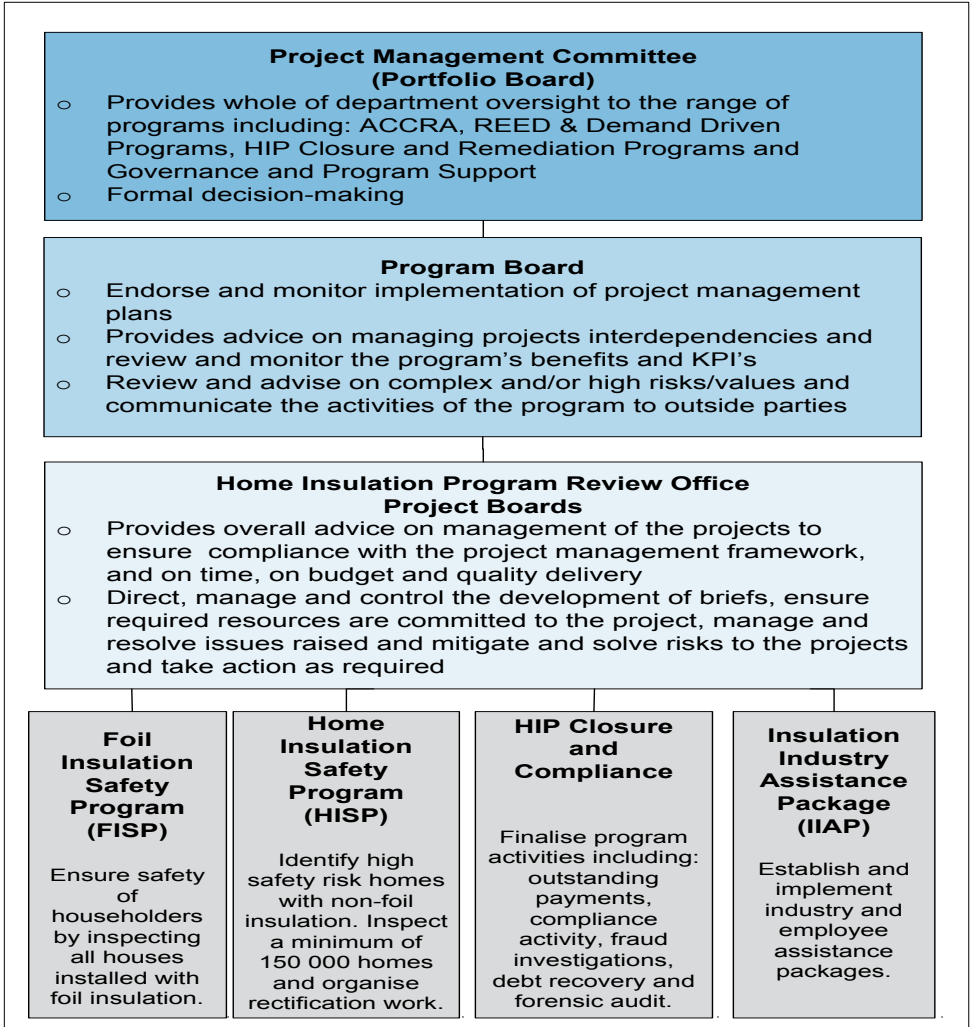 Project Management Committee
(Portfolio Board)
o Provides whole of department oversight to the range of
programs including: ACCRA, REED & Demand Driven
Programs, HIP Closure and Remediation Programs and
Governance and Program Support
o Formal decision-making
Program Board
o Endorse and monitor implementation of project management
plans
o Provides advice on managing projects interdependencies and
review and monitor the program's benefits and KPI's
o Review and advise on complex and/or high risks/values and
communicate the activities of the program to outside parties
Home Insulation Program Review Office
Project Boards
o Provides overall advice on management of the projects to
ensure compliance with the project management framework,
and on time, on budget and quality delivery
o Direct, manage and control the development of briefs, ensure
required resources are committed to the project, manage and
resolve issues raised and mitigate and solve risks to the projects
and take action as required
Foil
Insulation
Safety
Program
(FISP)
Ensure safety
of
householders
by inspecting
all houses
installed with
foil insulation.
Home
Insulation
Safety
Program
(HISP)
Identify high
safety risk homes
with non-foil
insulation. Inspect
a minimum of
150 000 homes
and organise
rectification work.
HIP Closure
and
Compliance
Finalise program
activities including:
outstanding
payments,
compliance
activity, fraud
investigations,
debt recovery and
forensic audit.
Insulation
Industry
Assistance
Package
(IIAP)
Establish and
implement
industry and
employee
assistance
packages.